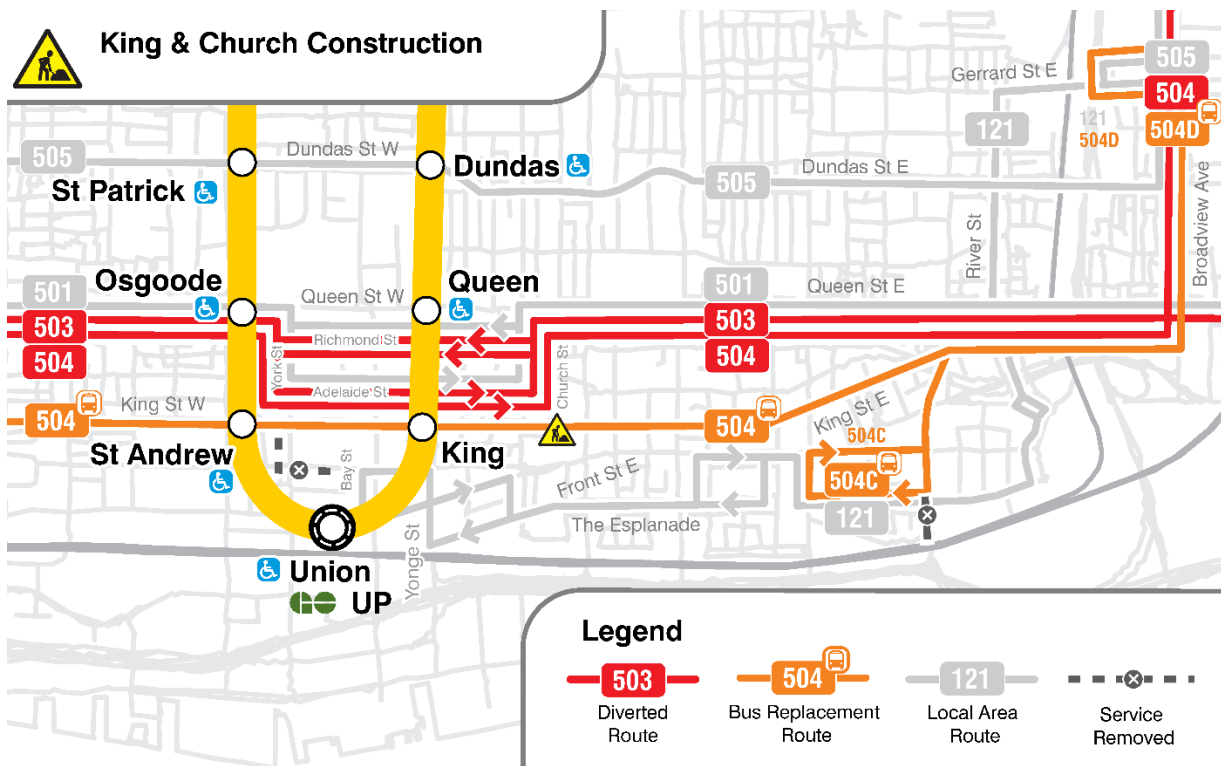 King & Church Construction
505
Gerrard St E
504
121
121
504D
504D
505
Dundas St W
St Patrick
Dundas
505
Dundas St E
River St
Broadview Ave
Osgoode
Queen
501
Queen St W
501
Queen St E
503
503
504
504
Richmond St
York St
Adelaide St
Church St
504
King St W
504
King St E
504C
St Andrew
King
Bay St
504C
Front St E
121
The Esplanade
Yonge St
Union
UP
Legend
503
504
121
Diverted
Route
Bus Replacement
Route
Local Area
Route
Service
Removed